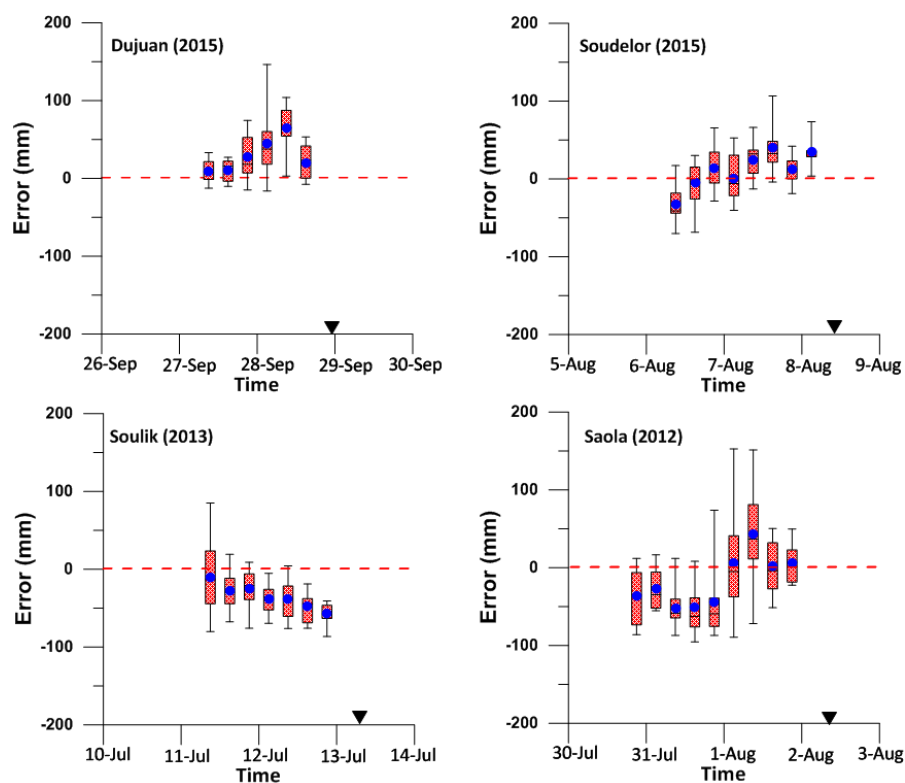 Dujuan (2015)
Error (mm)
200
100
0
-100
-200
26-Sep
27-Sep
28-Sep
29-Sep
30-Sep
Time
Soudelor (2015)
Error (mm)
200
100
0
-100
-200
5-Aug
6-Aug
7-Aug
8-Aug
9-Aug
Time
Soulik (2013)
Error (mm)
200
100
0
-100
-200
10-Jul
11-Jul
12-Jul
13-Jul
14-Jul
Time
Saola (2012)
Error (mm)
200
100
0
-100
-200
30-Jul
31-Jul
1-Aug
2-Aug
3-Aug
Time